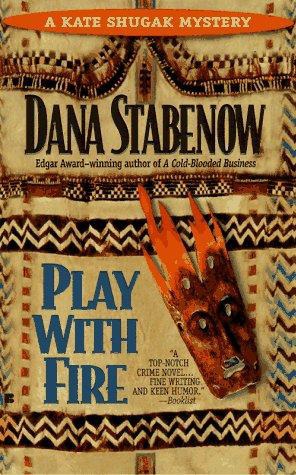 A KATE SHUGAK MYSTERY
DANA STABENOW
Edgar Award–winning author of A Cold-Blooded Business
PLAY
WITH
FIRE
"A
TOP-NOTCH
CRIME NOVEL...
FINE WRITING
AND KEEN HUMOR."
—Booklist